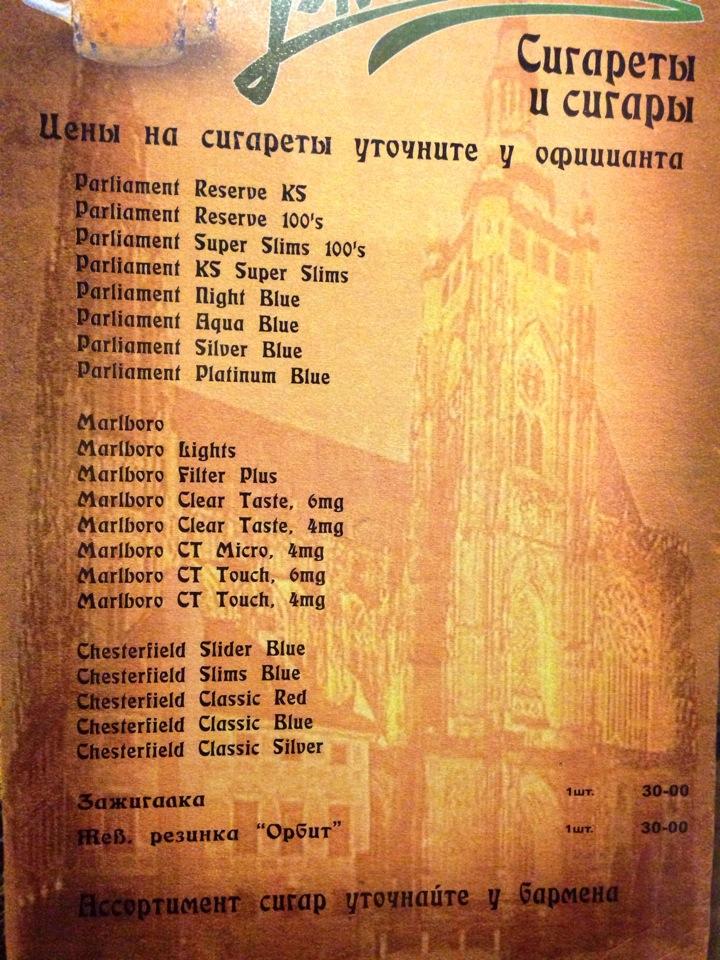 Сигареты
и сигары
Цены на сигареты уточните у официанта
Parliament Reserve KS
Parliament Reserve 100's
Parliament Super Slims 100's
Parliament KS Super Slims
Parliament Night Blue
Parliament Aqua Blue
Parliament Silver Blue
Parliament Platinum Blue
Marlboro
Marlboro Lights
Marlboro Filter Plus
Marlboro Clear Taste, 6mg
Marlboro Clear Taste, 4mg
Marlboro CT Micro, 4mg
Marlboro CT Touch, 6mg
Marlboro CT Touch, 4mg
Chesterfield Slider Blue
Chesterfield Slims Blue
Chesterfield Classic Red
Chesterfield Classic Blue
Chesterfield Classic Silver
Зажигалка 1шт. 30-00
Жев. резинка "Орбит" 1шт. 30-00
Ассортимент сигар уточнайте у бармена